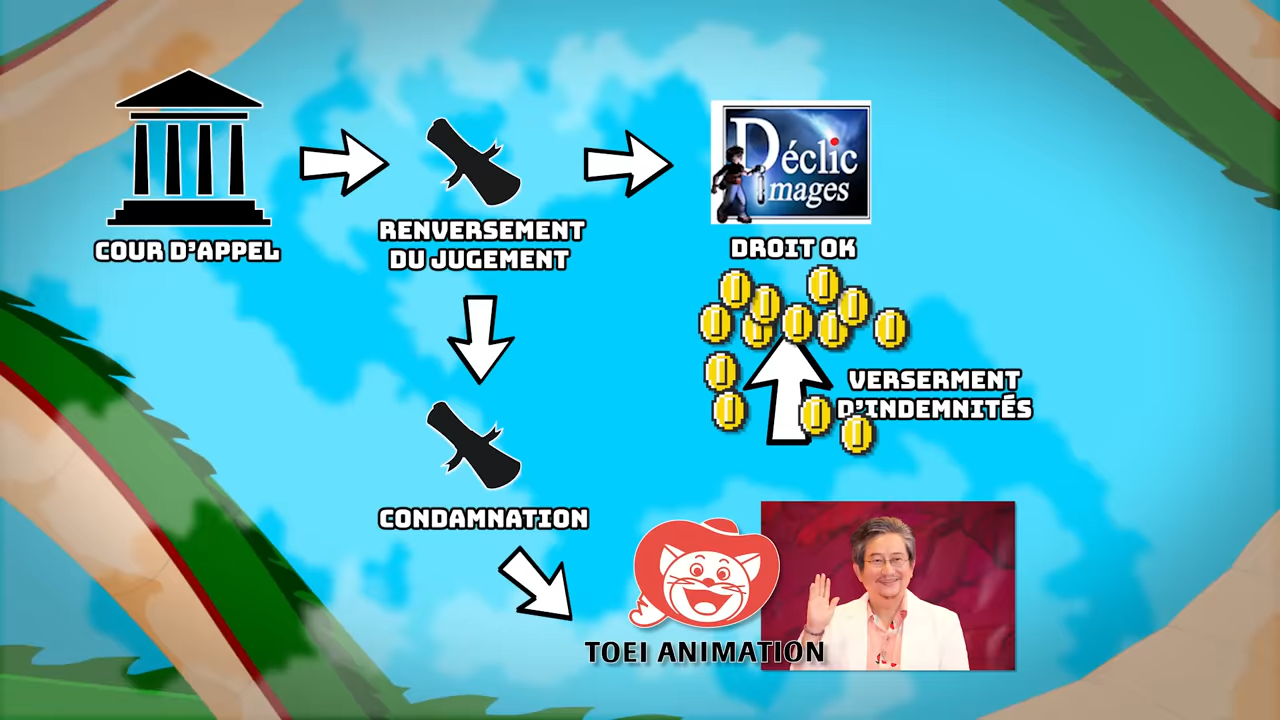 COUR D'APPEL
RENVERSEMENT
DU JUGEMENT
Déclic
Images
DROIT OK
VERSERMENT
D'INDEMNITÉS
CONDAMNATION
TOEI ANIMATION